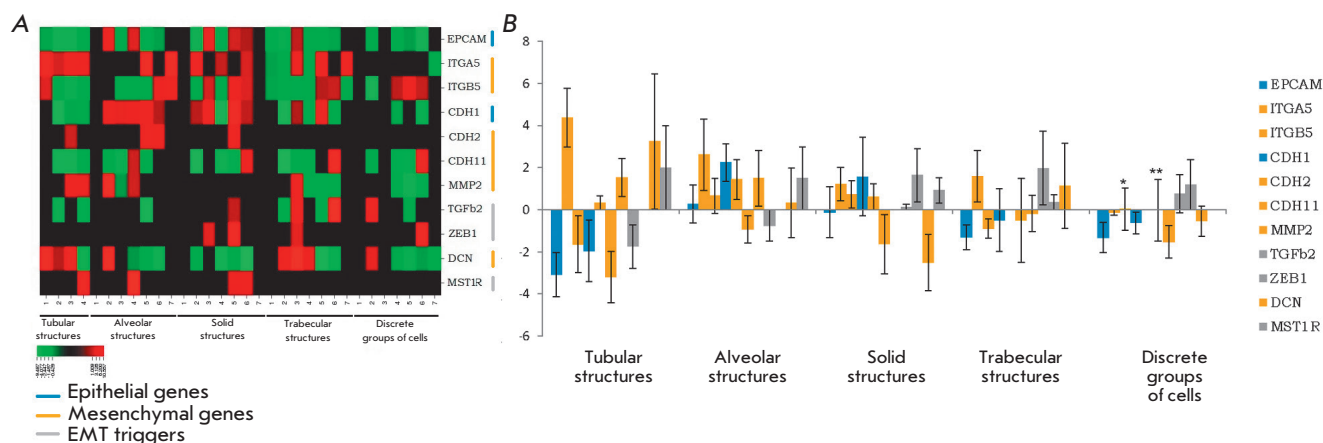 A
EPCAM
ITGA5
ITGB5
CDH1
CDH2
CDH11
MMP2
TGFb2
ZEB1
DCN
MST1R
1 2 3 4 1 2 3 4 5 6 7 1 2 3 4 5 6 7 1 2 3 4 5 6 7 1 2 3 4 5 6 7
Tubular Alveolar Solid Trabecular Discrete
structures structures structures structures groups of cells
Epithelial genes
Mesenchymal genes
EMT triggers
B
8
6
4
2
0
-2
-4
-6
* **
Tubular Alveolar Solid Trabecular Discrete
structures structures structures structures groups
of cells
EPCAM
ITGA5
ITGB5
CDH1
CDH2
CDH11
MMP2
TGFb2
ZEB1
DCN
MST1R